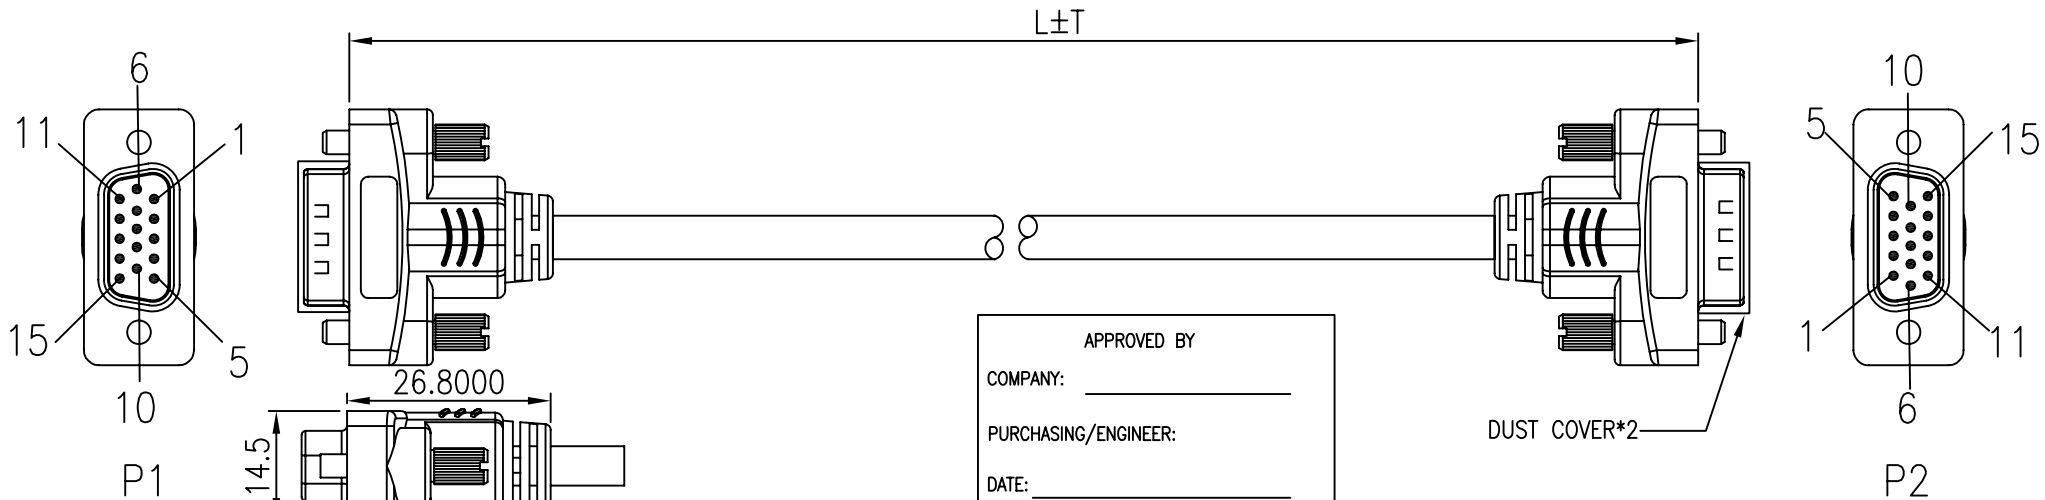 L±T
6
10
11
1
5
15
15
5
1
11
10
6
26.8000
14.5
P1
APPROVED BY
COMPANY:
PURCHASING/ENGINEER:
DATE:
DUST COVER*2
P2